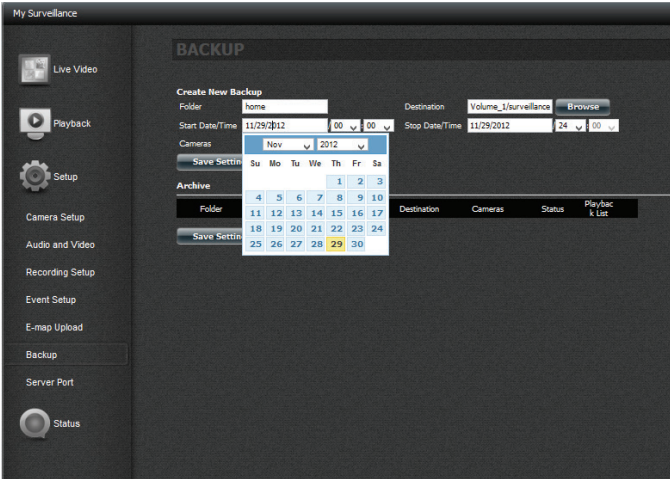 My Surveillance
BACKUP
Live Video
Playback
Setup
Camera Setup
Audio and Video
Recording Setup
Event Setup
E-map Upload
Backup
Server Port
Status
Create New Backup
Folder home Destination Volume_1/surveillance Browse
Start Date/Time 11/29/2012 / 00 : 00 Stop Date/Time 11/29/2012 / 24 : 00
Cameras
Nov 2012
Su Mo Tu We Th Fr Sa
1 2 3
4 5 6 7 8 9 10
11 12 13 14 15 16 17
18 19 20 21 22 23 24
25 26 27 28 29 30
Save Settin
Archive
Folder Destination Cameras Status Playbac
k List
Save Settin